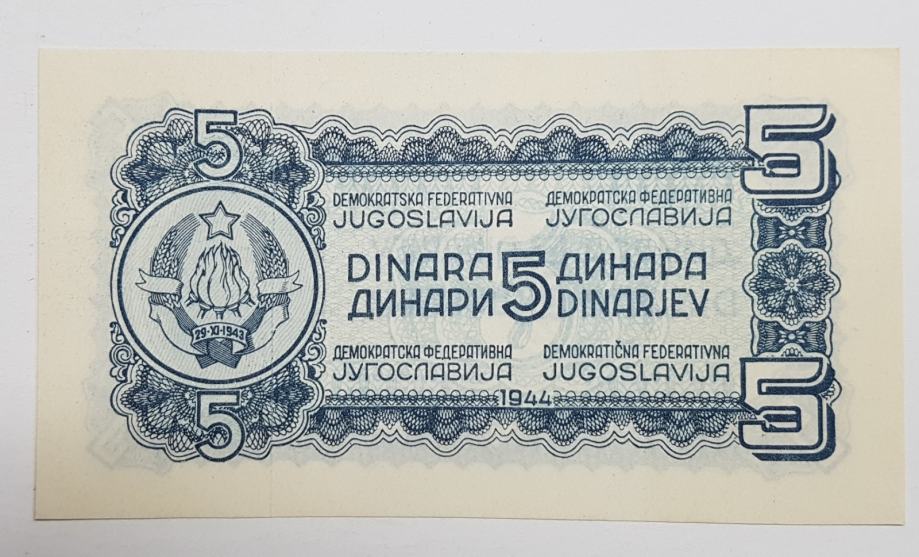 5 5
DEMOKRATSKA FEDERATIVNA ДЕМОКРАТСКА ФЕДЕРАТИВНА
JUGOSLAVIJA ЈУГОСЛАВИЈА
DINARA 5 ДИНАРА
ДИНАРИ DINARJEV
29·XI·1943
ДЕМОКРАТСКА ФЕДЕРАТИВНА DEMOKRATIČNA FEDERATIVNA
ЈУГОСЛАВИЈА JUGOSLAVIJA
1944
5 5